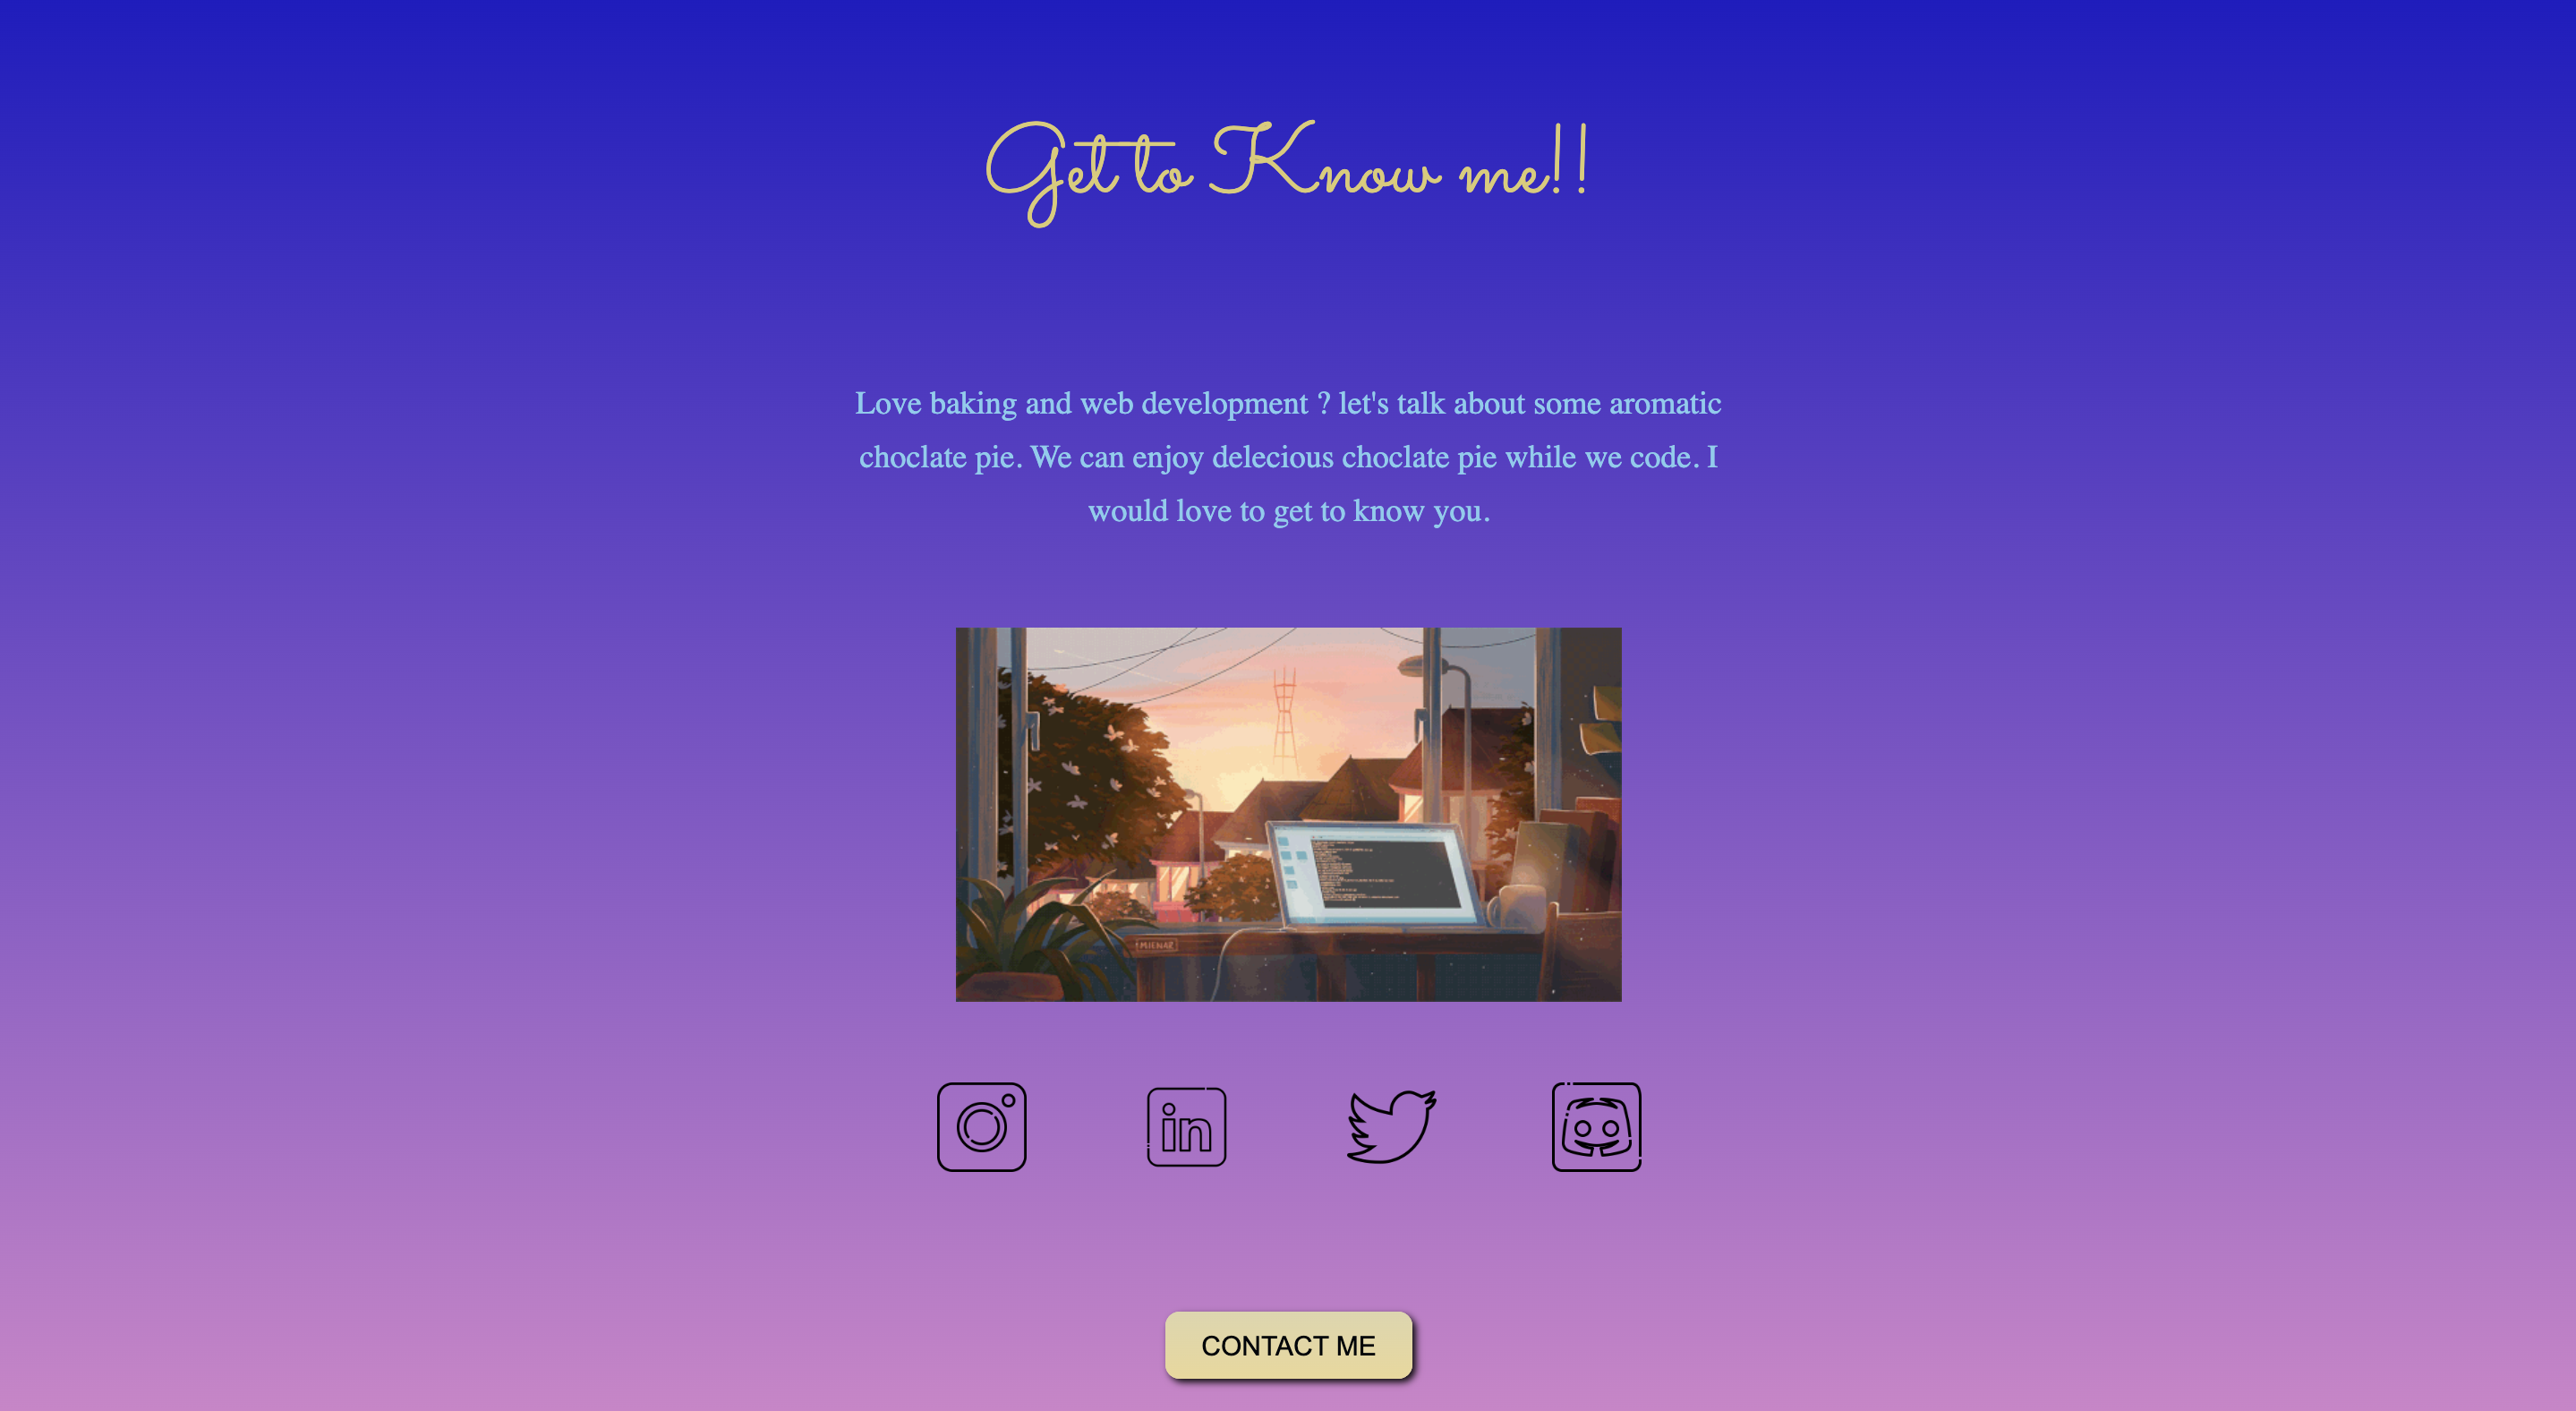 Get to Know me!!
Love baking and web development ? let's talk about some aromatic
choclate pie. We can enjoy delecious choclate pie while we code. I
would love to get to know you.
MIENAR
in
CONTACT ME